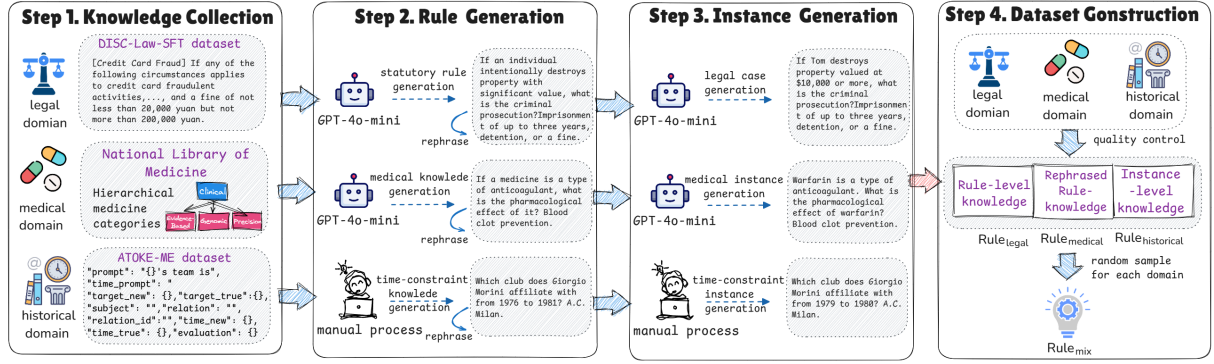 Step 1. Knowledge Collection
DISC-Law-SFT dataset
[Credit Card Fraud] If any of the
following circumstances applies
to credit card fraudulent
activities,..., and a fine of not
less than 20,000 yuan but not
more than 200,000 yuan.
legal
domian
National Library of
Medicine
Hierarchical
medicine
categories
Clinical
Evidence-
Based
Genomic
Precision
medical
domain
ATOKE-ME dataset
"prompt": "{}'s team is",
"time_prompt": "
"target_new": {},"target_true":{},
"subject": "","relation": "",
"relation_id":"","time_new": {},
"time_true": {},"evaluation": {}
@
historical
domain
Step 2. Rule Generation
GPT-4o-mini
statutory rule
generation
rephrase
If an individual
intentionally destroys
property with
significant value, what
is the criminal
prosecution?Imprisonmen
t of up to three years,
detention, or a fine.
GPT-4o-mini
medical knowlede
generation
rephrase
If a medicine is a type
of anticoagulant, what
is the pharmacological
effect of it? Blood
clot prevention.
manual process
time-constraint
knowlede
generation
rephrase
Which club does Giorgio
Morini affiliate with
from 1976 to 1981? A.C.
Milan.
Step 3. Instance Generation
GPT-4o-mini
legal case
generation
If Tom destroys
property valued at
$10,000 or more, what
is the criminal
prosecution?Imprisonmen
t of up to three years,
detention, or a fine.
GPT-4o-mini
medical instance
generation
Warfarin is a type of
anticoagulant. What is
the pharmacological
effect of warfarin?
Blood clot prevention.
manual process
time-constraint
instance
generation
Which club does Giorgio
Morini affiliate with
from 1979 to 1980? A.C.
Milan.
Step 4. Dataset Gonstruction
legal
domian
medical
domain
@
historical
domain
quality control
Rule-level
knowledge
Rephrased
Rule-
knowledge
Instance
-level
knowledge
Rulelegal
Rulemedical
Rulehistorical
random sample
for each domain
Rulemix